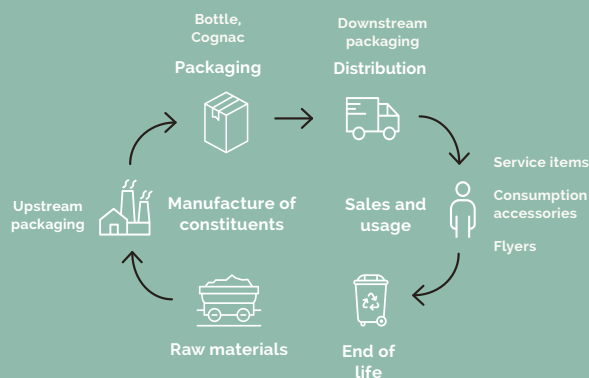 Bottle,
Cognac
Packaging
Downstream
packaging
Distribution
Service items
Consumption
accessories
Flyers
Upstream
packaging
Manufacture of
constituents
Sales and
usage
Raw materials
End of
life